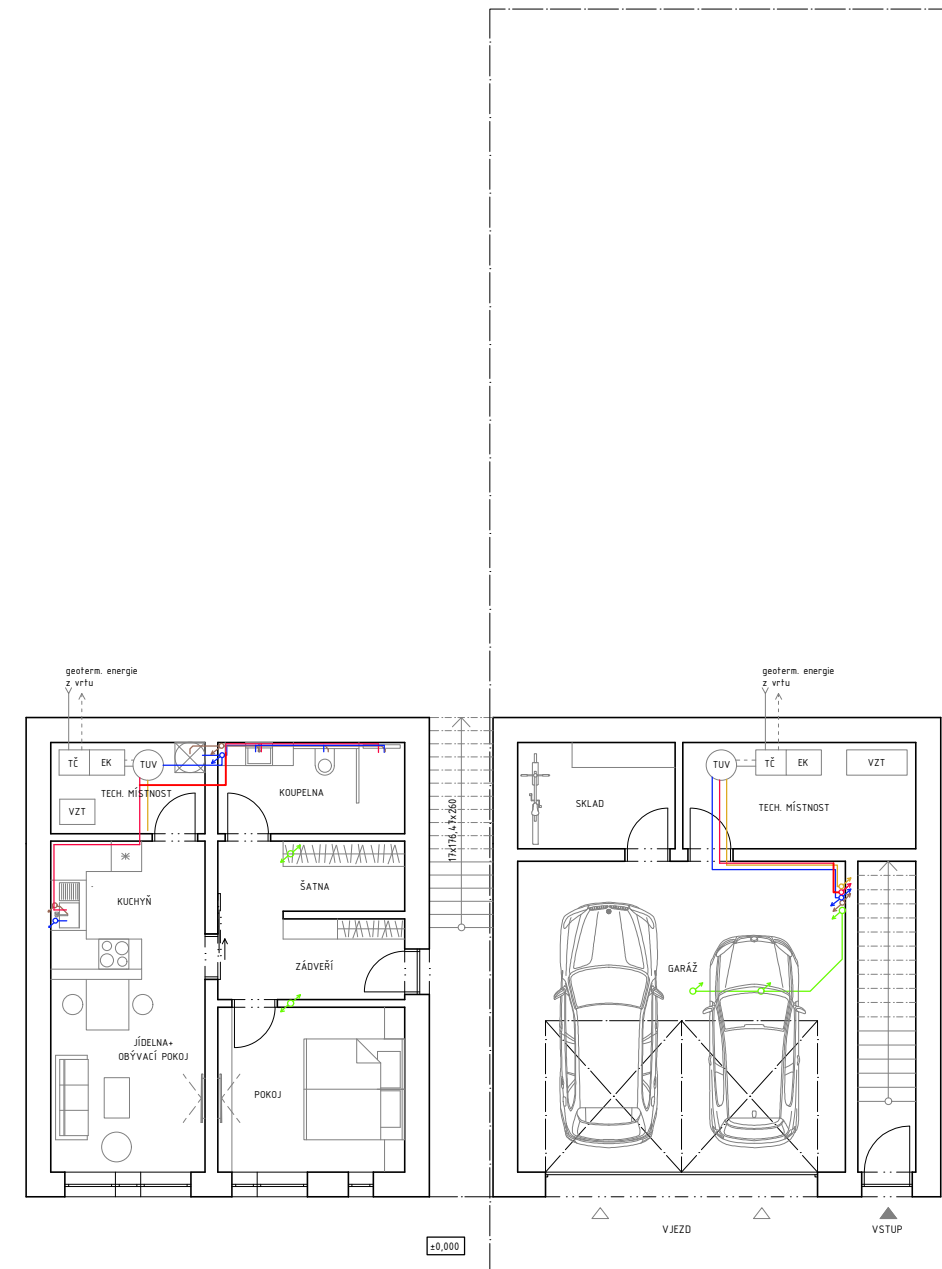 geoterm. energie
z vrtu
geoterm. energie
z vrtu
TČ
EK
TUV
TECH. MÍSTNOST
VZT
KOUPELNA
17x176,47x260
SKLAD
TUV
TČ
EK
VZT
TECH. MÍSTNOST
KUCHYŇ
ŠATNA
ZÁDVEŘÍ
GARÁŽ
JÍDELNA+
OBÝVACÍ POKOJ
POKOJ
VJEZD
VSTUP
±0,000